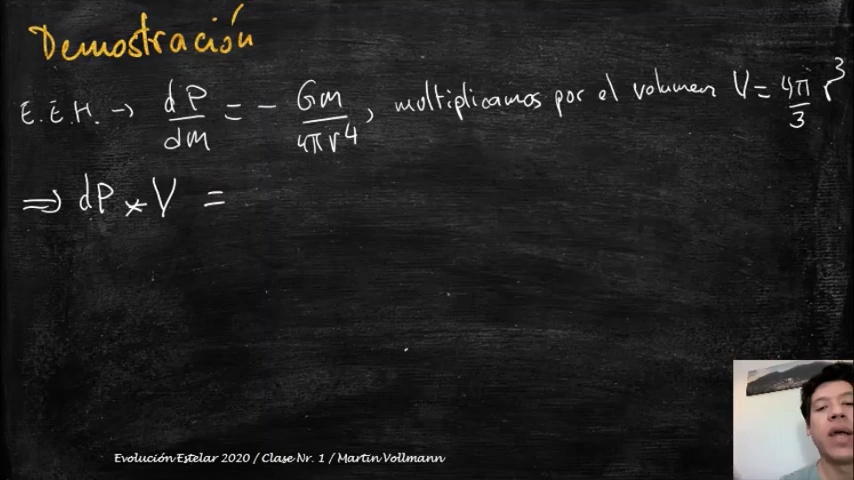 Demostración
E.E.H. → dP/dm = - Gm/4πr⁴, multiplicamos por el volumen V = 4π/3 r³
⇒ dP * V =
Evolución Estelar 2020 / Clase Nr. 1 / Martin Vollmann